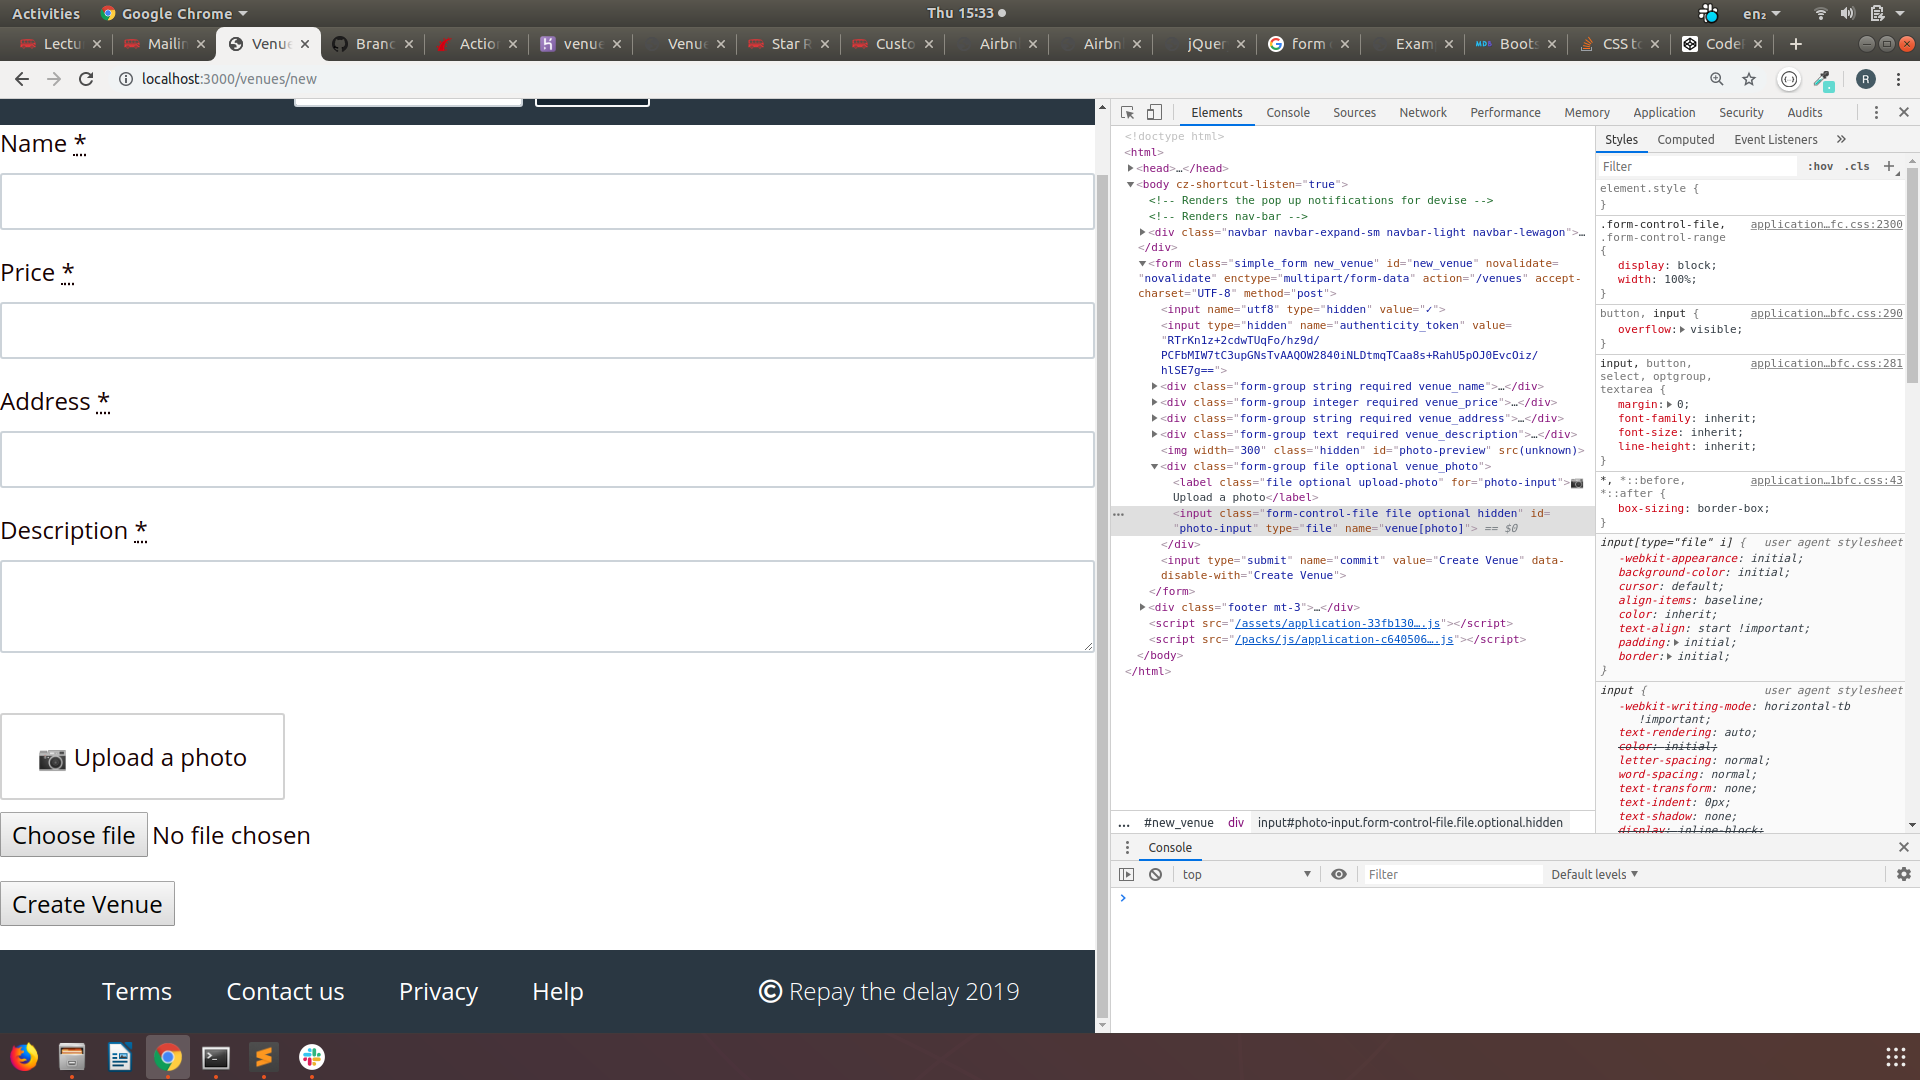 Activities
Google Chrome
Thu 15:33
en₂
Lectu
Mailin
Venue
Branc
Action
venue
Venue
Star R
Custo
Airbn
Airbn
jQuer
form
Exam
Boots
CSS to
Code
localhost:3000/venues/new
R
Name *
Price *
Address *
Description *
📷 Upload a photo
Choose file No file chosen
Create Venue
Terms
Contact us
Privacy
Help
© Repay the delay 2019
Elements
Console
Sources
Network
Performance
Memory
Application
Security
Audits
<!doctype html>
<html>
<head>…</head>
<body cz-shortcut-listen="true">
<!-- Renders the pop up notifications for devise -->
<!-- Renders nav-bar -->
<div class="navbar navbar-expand-sm navbar-light navbar-lewagon">…
</div>
<form class="simple_form new_venue" id="new_venue" novalidate=
"novalidate" enctype="multipart/form-data" action="/venues" accept-
charset="UTF-8" method="post">
<input name="utf8" type="hidden" value="✓">
<input type="hidden" name="authenticity_token" value=
"RTrKn1z+2cdwTUqFo/hz9d/
PCFbMIW7tC3upGNsTvAAQOW2840iNLDtmqTCaa8s+RahU5pOJ0EvcOiz/
hlSE7g==">
<div class="form-group string required venue_name">…</div>
<div class="form-group integer required venue_price">…</div>
<div class="form-group string required venue_address">…</div>
<div class="form-group text required venue_description">…</div>
<img width="300" class="hidden" id="photo-preview" src(unknown)>
<div class="form-group file optional venue_photo">
<label class="file optional upload-photo" for="photo-input">📷
Upload a photo</label>
<input class="form-control-file file optional hidden" id=
"photo-input" type="file" name="venue[photo]"> == $0
</div>
<input type="submit" name="commit" value="Create Venue" data-
disable-with="Create Venue">
</form>
<div class="footer mt-3">…</div>
<script src="/assets/application-33fb130….js"></script>
<script src="/packs/js/application-c640506….js"></script>
</body>
</html>
… #new_venue div input#photo-input.form-control-file.file.optional.hidden
Styles
Computed
Event Listeners
»
Filter
:hov .cls +
element.style {
}
.form-control-file, application…fc.css:2300
.form-control-range
{
display: block;
width: 100%;
}
button, input { application…bfc.css:290
overflow: visible;
}
input, button, application…bfc.css:281
select, optgroup,
textarea {
margin: 0;
font-family: inherit;
font-size: inherit;
line-height: inherit;
}
*, *::before, application…1bfc.css:43
*::after {
box-sizing: border-box;
}
input[type="file" i] { user agent stylesheet
-webkit-appearance: initial;
background-color: initial;
cursor: default;
align-items: baseline;
color: inherit;
text-align: start !important;
padding: initial;
border: initial;
}
input { user agent stylesheet
-webkit-writing-mode: horizontal-tb
!important;
text-rendering: auto;
color: initial;
letter-spacing: normal;
word-spacing: normal;
text-transform: none;
text-indent: 0px;
text-shadow: none;
display: inline-block;
Console
top
Filter
Default levels